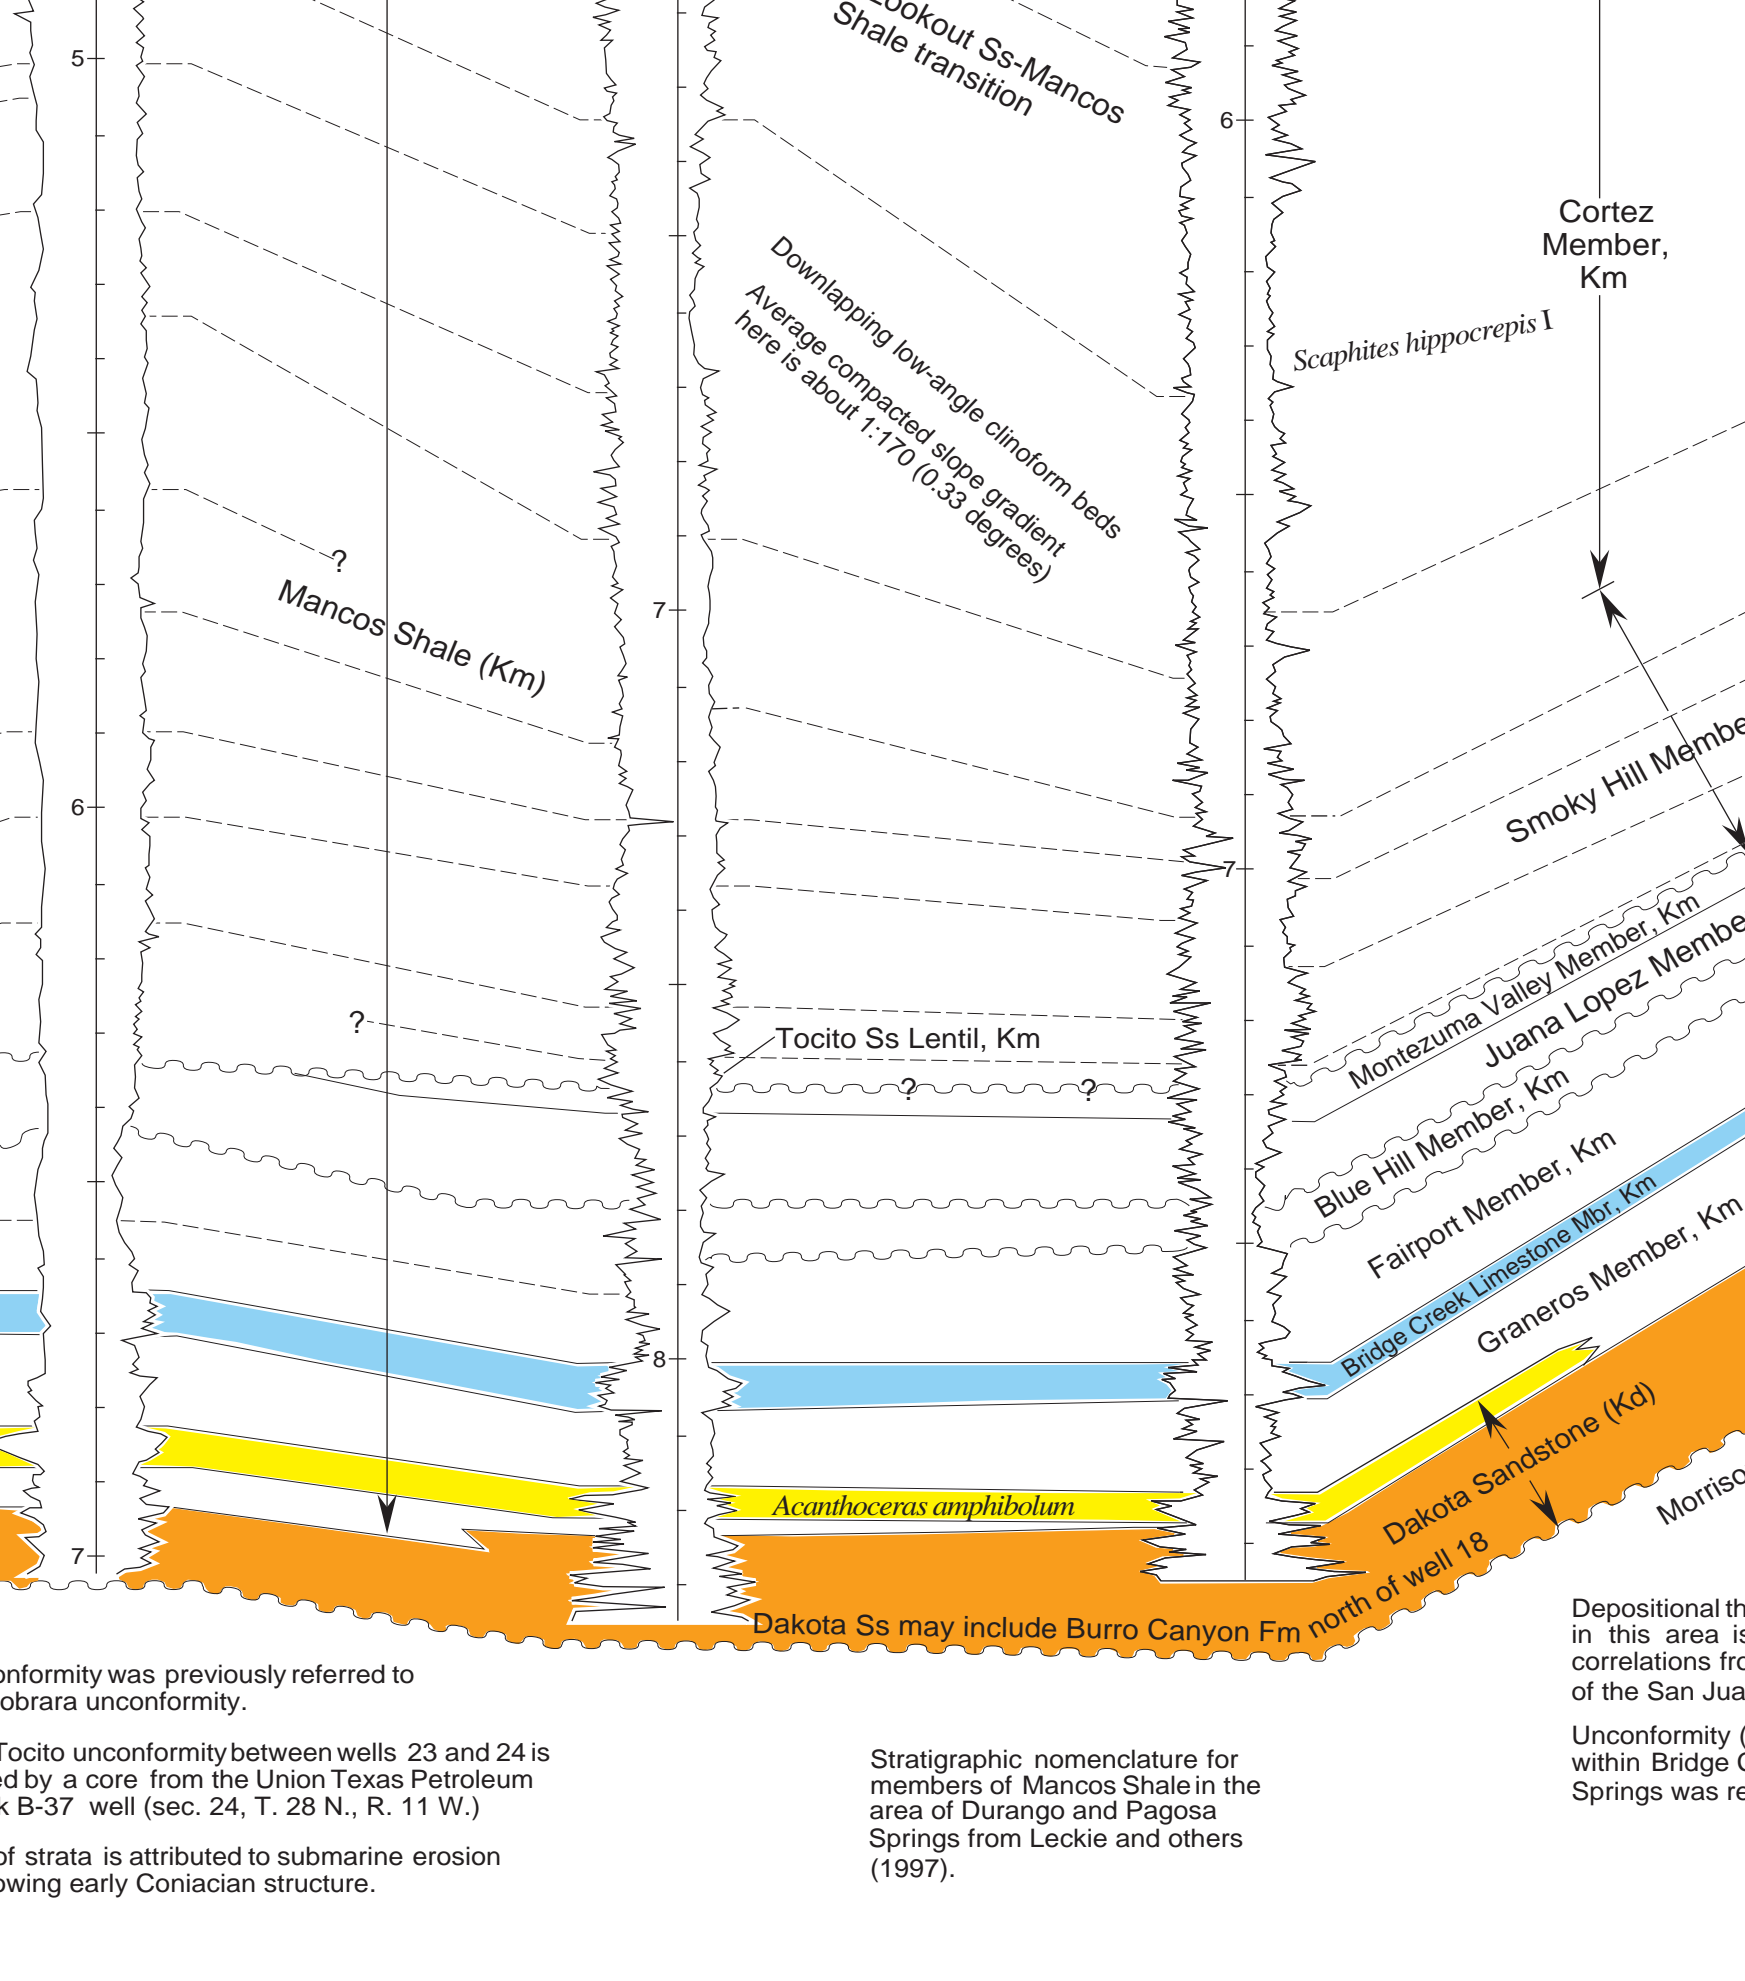 Lookout Ss-Mancos
Shale transition
5
6
Cortez
Member,
Km
Downlapping low-angle clinoform beds
Average compacted slope gradient
here is about 1:170 (0.33 degrees)
Scaphites hippocrepis I
?
Mancos Shale (Km)
7
6
7
Smoky Hill Membe
Montezuma Valley Member, Km
Juana Lopez Membe
?
Tocito Ss Lentil, Km
?
?
Blue Hill Member, Km
Fairport Member, Km
Bridge Creek Limestone Mbr, Km
Graneros Member, Km
8
Acanthoceras amphibolum
Dakota Sandstone (Kd)
Morriso
7
Dakota Ss may include Burro Canyon Fm north of well 18
onformity was previously referred to
obrara unconformity.
Tocito unconformity between wells 23 and 24 is
ed by a core from the Union Texas Petroleum
k B-37 well (sec. 24, T. 28 N., R. 11 W.)
of strata is attributed to submarine erosion
owing early Coniacian structure.
Stratigraphic nomenclature for
members of Mancos Shale in the
area of Durango and Pagosa
Springs from Leckie and others
(1997).
Depositional th
in this area is
correlations fro
of the San Jua
Unconformity (
within Bridge C
Springs was re